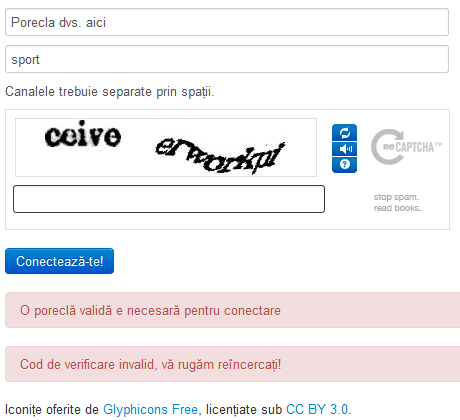 Porecla dvs. aici
sport
Canalele trebuie separate prin spații.
reCAPTCHA™
stop spam.
read books.
Conectează-te!
O poreclă validă e necesară pentru conectare
Cod de verificare invalid, vă rugăm reîncercați!
Iconițe oferite de Glyphicons Free, licențiate sub CC BY 3.0.